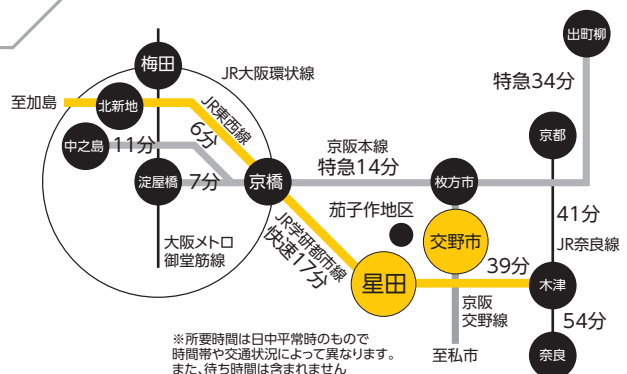 出町柳
梅田
JR大阪環状線
特急34分
至加島
北新地
JR東西線
6分
京都
中之島
11分
京阪本線
特急14分
淀屋橋
7分
京橋
枚方市
茄子作地区
41分
大阪メトロ
御堂筋線
JR学研都市線
快速17分
交野市
JR奈良線
39分
星田
木津
京阪
交野線
54分
※所要時間は日中平常時のもので
時間帯や交通状況によって異なります。
また、待ち時間は含まれません
至私市
奈良